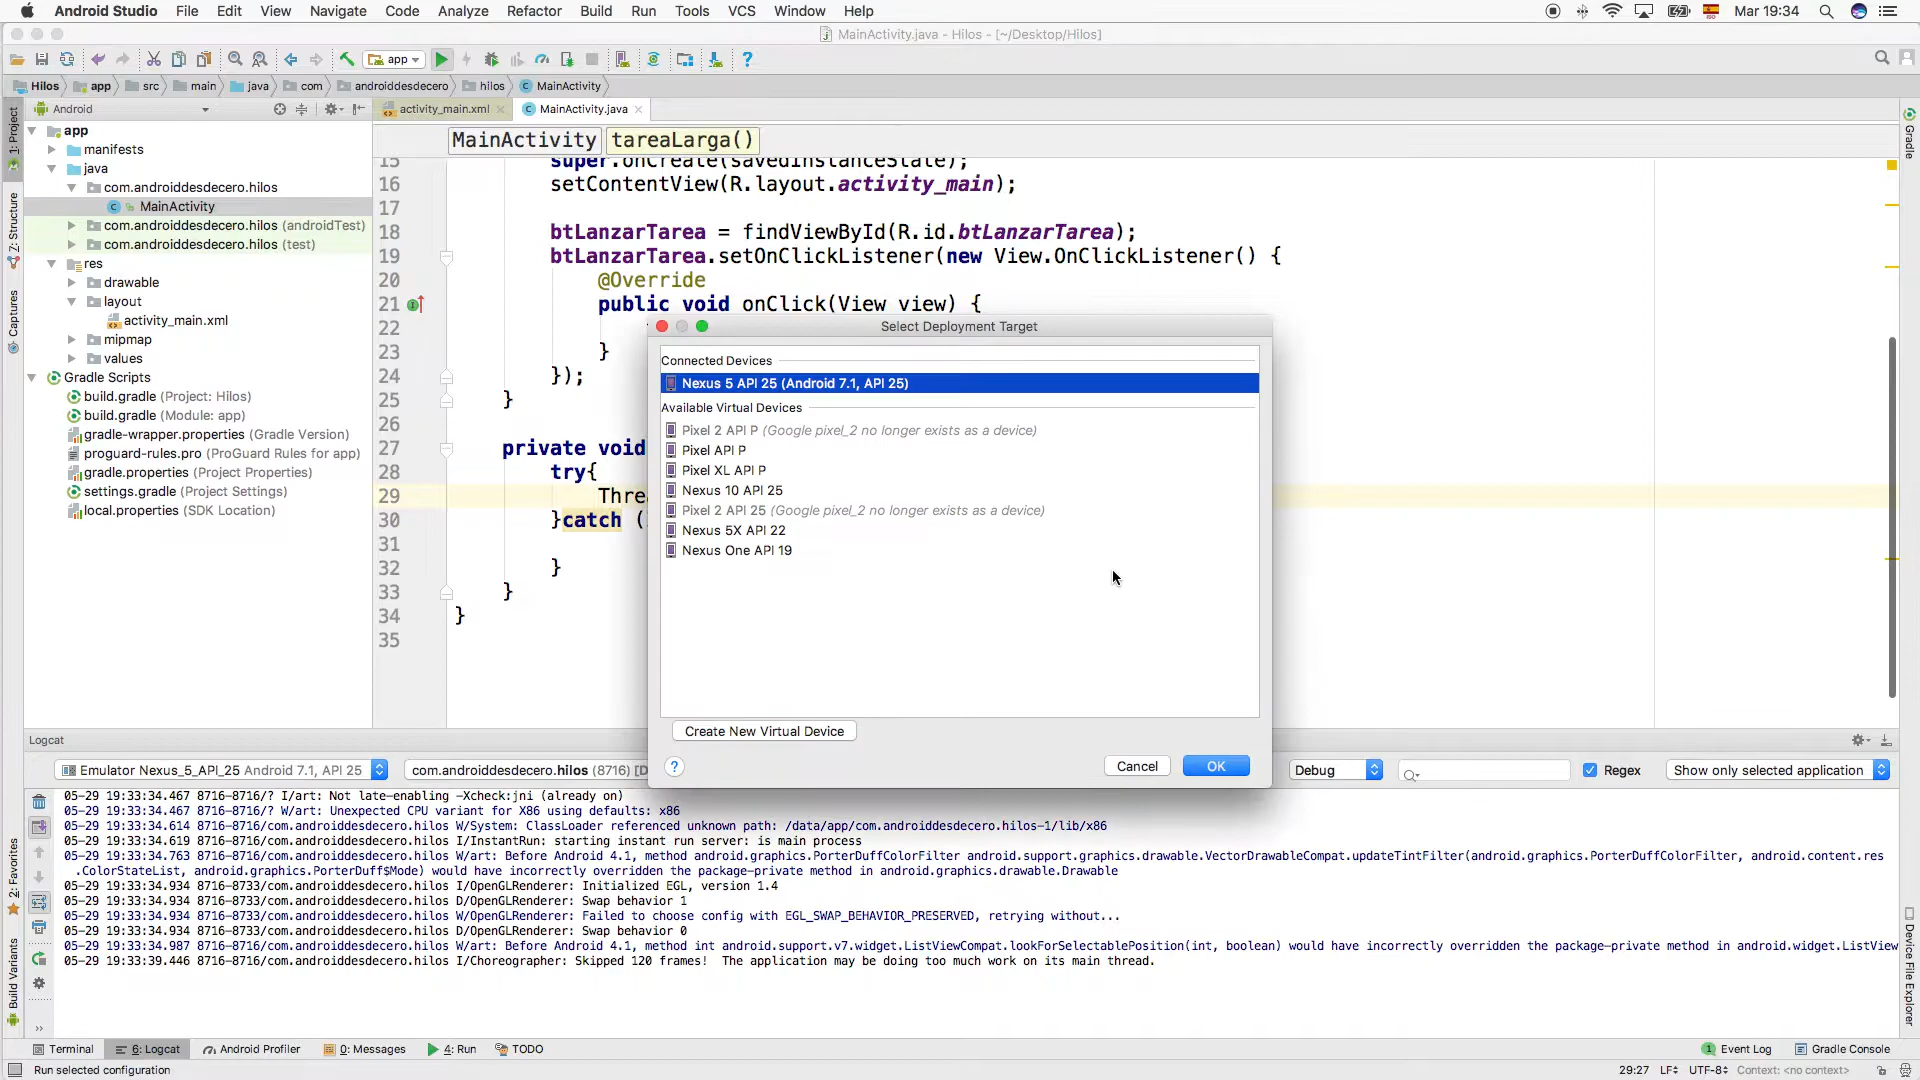 Android Studio File Edit View Navigate Code Analyze Refactor Build Run Tools VCS Window Help Mar 19:34
MainActivity.java - Hilos - [~/Desktop/Hilos]
app
Hilos app src main java com androiddesdecero hilos MainActivity
Android
activity_main.xml
MainActivity.java
1: Project
Z: Structure
Captures
2: Favorites
Build Variants
app
manifests
java
com.androiddesdecero.hilos
MainActivity
com.androiddesdecero.hilos (androidTest)
com.androiddesdecero.hilos (test)
res
drawable
layout
activity_main.xml
mipmap
values
Gradle Scripts
build.gradle (Project: Hilos)
build.gradle (Module: app)
gradle-wrapper.properties (Gradle Version)
proguard-rules.pro (ProGuard Rules for app)
gradle.properties (Project Properties)
settings.gradle (Project Settings)
local.properties (SDK Location)
MainActivity tareaLarga()
15 super.onCreate(savedInstanceState);
16 setContentView(R.layout.activity_main);
17
18 btLanzarTarea = findViewById(R.id.btLanzarTarea);
19 btLanzarTarea.setOnClickListener(new View.OnClickListener() {
20 @Override
21 public void onClick(View view) {
22
23 }
24 });
25 }
26
27 private void
28 try{
29 Thre
30 }catch (
31
32 }
33 }
34 }
35
Select Deployment Target
Connected Devices
Nexus 5 API 25 (Android 7.1, API 25)
Available Virtual Devices
Pixel 2 API P (Google pixel_2 no longer exists as a device)
Pixel API P
Pixel XL API P
Nexus 10 API 25
Pixel 2 API 25 (Google pixel_2 no longer exists as a device)
Nexus 5X API 22
Nexus One API 19
Create New Virtual Device
? Cancel OK
Gradle
Device File Explorer
Logcat
Emulator Nexus_5_API_25 Android 7.1, API 25 com.androiddesdecero.hilos (8716) [D Debug Regex Show only selected application
05-29 19:33:34.467 8716-8716/? I/art: Not late-enabling -Xcheck:jni (already on)
05-29 19:33:34.467 8716-8716/? W/art: Unexpected CPU variant for X86 using defaults: x86
05-29 19:33:34.614 8716-8716/com.androiddesdecero.hilos W/System: ClassLoader referenced unknown path: /data/app/com.androiddesdecero.hilos-1/lib/x86
05-29 19:33:34.619 8716-8716/com.androiddesdecero.hilos I/InstantRun: starting instant run server: is main process
05-29 19:33:34.763 8716-8716/com.androiddesdecero.hilos W/art: Before Android 4.1, method android.graphics.PorterDuffColorFilter android.support.graphics.drawable.VectorDrawableCompat.updateTintFilter(android.graphics.PorterDuffColorFilter, android.content.res
.ColorStateList, android.graphics.PorterDuff$Mode) would have incorrectly overridden the package-private method in android.graphics.drawable.Drawable
05-29 19:33:34.934 8716-8733/com.androiddesdecero.hilos I/OpenGLRenderer: Initialized EGL, version 1.4
05-29 19:33:34.934 8716-8733/com.androiddesdecero.hilos D/OpenGLRenderer: Swap behavior 1
05-29 19:33:34.934 8716-8733/com.androiddesdecero.hilos W/OpenGLRenderer: Failed to choose config with EGL_SWAP_BEHAVIOR_PRESERVED, retrying without...
05-29 19:33:34.934 8716-8733/com.androiddesdecero.hilos D/OpenGLRenderer: Swap behavior 0
05-29 19:33:34.987 8716-8716/com.androiddesdecero.hilos W/art: Before Android 4.1, method int android.support.v7.widget.ListViewCompat.lookForSelectablePosition(int, boolean) would have incorrectly overridden the package-private method in android.widget.ListView
05-29 19:33:39.446 8716-8716/com.androiddesdecero.hilos I/Choreographer: Skipped 120 frames! The application may be doing too much work on its main thread.
Terminal 6: Logcat Android Profiler 0: Messages 4: Run TODO 1 Event Log Gradle Console
Run selected configuration 29:27 LF UTF-8 Context: <no context>